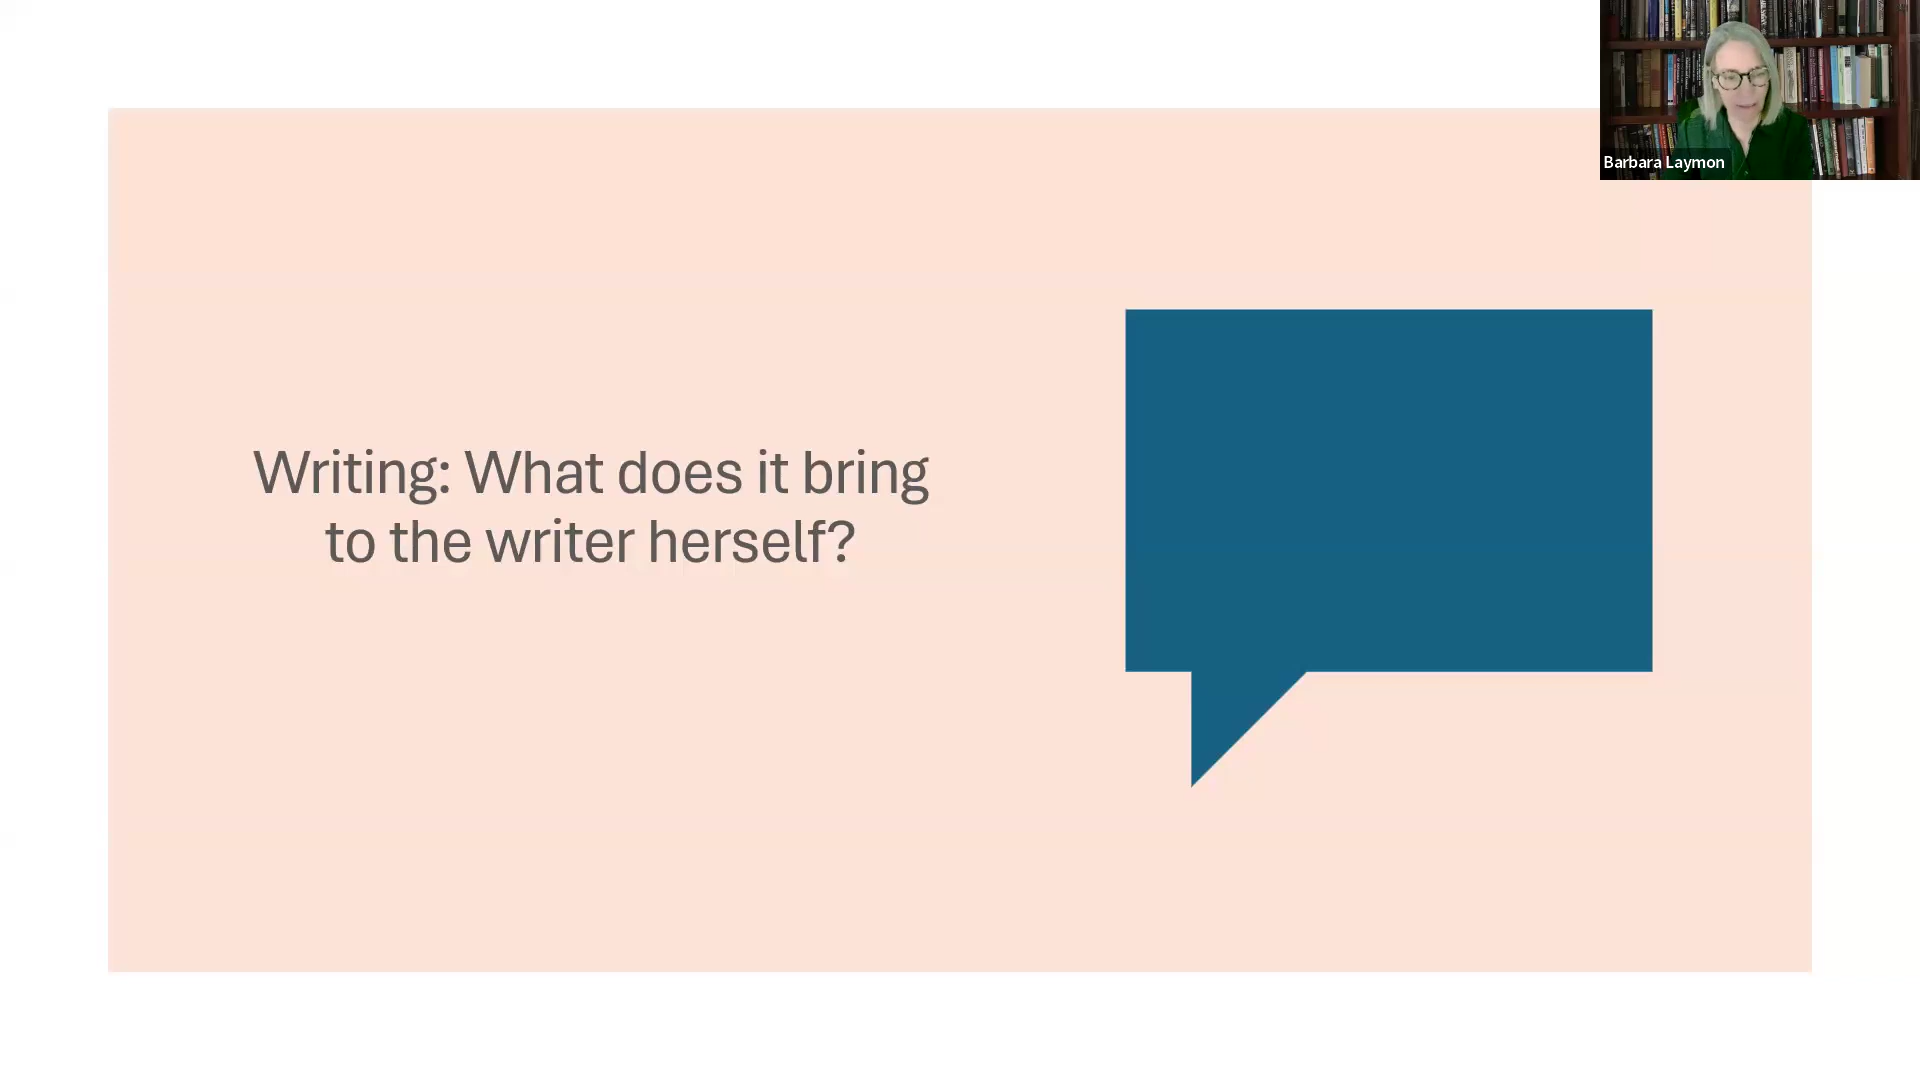 Barbara Laymon
Writing: What does it bring
to the writer herself?